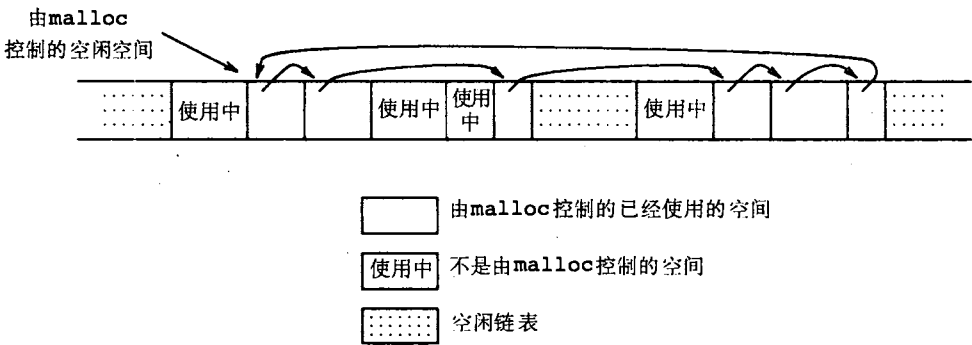 由malloc
控制的空闲空间
使用中
使用中
使用
中
使用中
由malloc控制的已经使用的空间
使用中
不是由malloc控制的空间
空闲链表